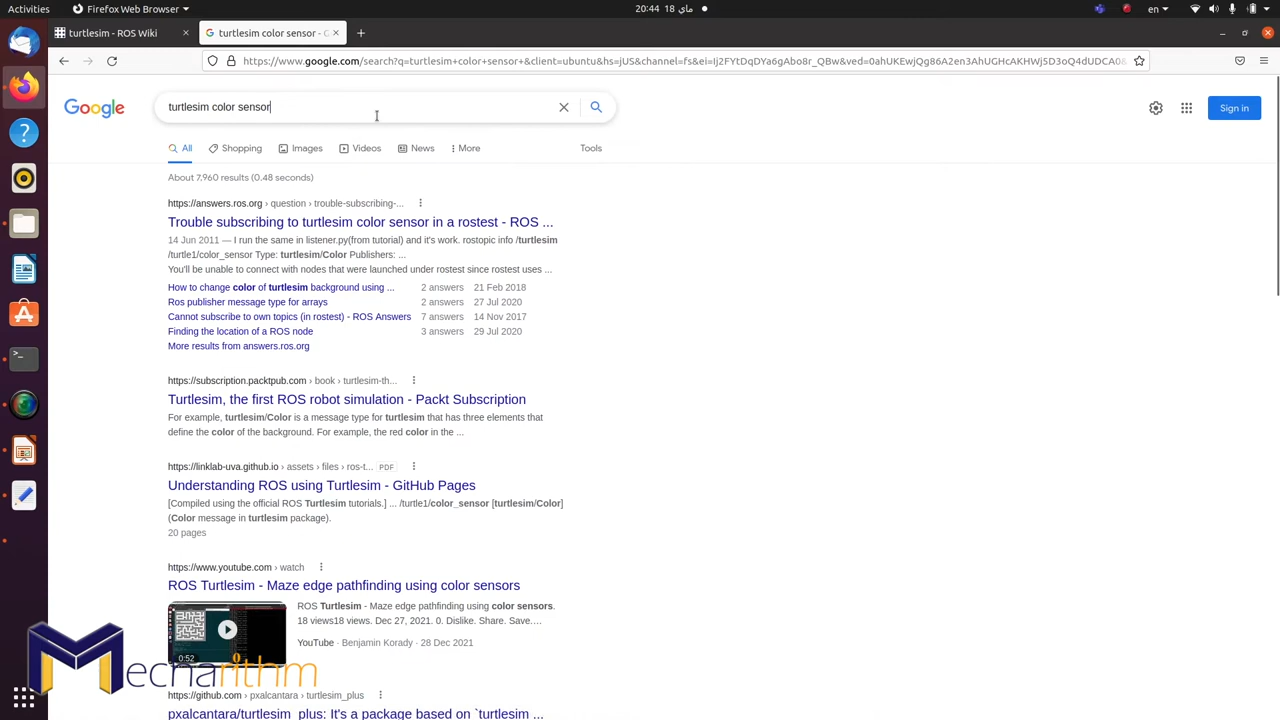 Activities
Firefox Web Browser
20:44 18 ماي
en
turtlesim - ROS Wiki
turtlesim color sensor - G
https://www.google.com/search?q=turtlesim+color+sensor+&client=ubuntu&hs=jUS&channel=fs&ei=Ij2FYtDqDYa6gAbo8r_QBw&ved=0ahUKEwjQg86A2en3AhUGHcAKHWj5D3oQ4dUDCA0&
Google
turtlesim color sensor
Sign in
All
Shopping
Images
Videos
News
More
Tools
About 7,960 results (0.48 seconds)
https://answers.ros.org › question › trouble-subscribing-...
Trouble subscribing to turtlesim color sensor in a rostest - ROS ...
14 Jun 2011 — I run the same in listener.py(from tutorial) and it's work. rostopic info /turtlesim
/turtle1/color_sensor Type: turtlesim/Color Publishers: ...
You'll be unable to connect with nodes that were launched under rostest since rostest uses ...
How to change color of turtlesim background using ... 2 answers 21 Feb 2018
Ros publisher message type for arrays 2 answers 27 Jul 2020
Cannot subscribe to own topics (in rostest) - ROS Answers 7 answers 14 Nov 2017
Finding the location of a ROS node 3 answers 29 Jul 2020
More results from answers.ros.org
https://subscription.packtpub.com › book › turtlesim-th...
Turtlesim, the first ROS robot simulation - Packt Subscription
For example, turtlesim/Color is a message type for turtlesim that has three elements that
define the color of the background. For example, the red color in the ...
https://linklab-uva.github.io › assets › files › ros-t... PDF
Understanding ROS using Turtlesim - GitHub Pages
[Compiled using the official ROS Turtlesim tutorials.] ... /turtle1/color_sensor [turtlesim/Color]
(Color message in turtlesim package).
20 pages
https://www.youtube.com › watch
ROS Turtlesim - Maze edge pathfinding using color sensors
ROS Turtlesim - Maze edge pathfinding using color sensors.
18 views18 views. Dec 27, 2021. 0. Dislike. Share. Save.…
YouTube · Benjamin Korady · 28 Dec 2021
0:52
Mecharithm
https://github.com › pxalcantara › turtlesim_plus
pxalcantara/turtlesim_plus: It's a package based on `turtlesim ...